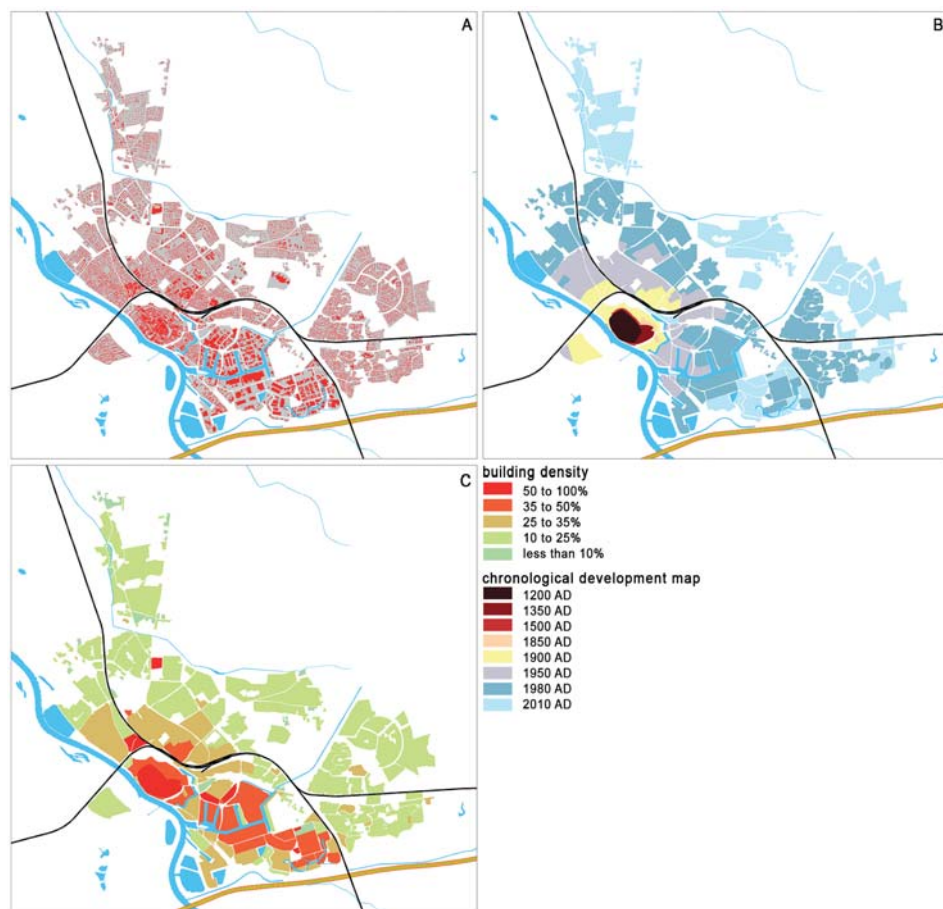 A
B
C
building density
50 to 100%
35 to 50%
25 to 35%
10 to 25%
less than 10%
chronological development map
1200 AD
1350 AD
1500 AD
1850 AD
1900 AD
1950 AD
1980 AD
2010 AD